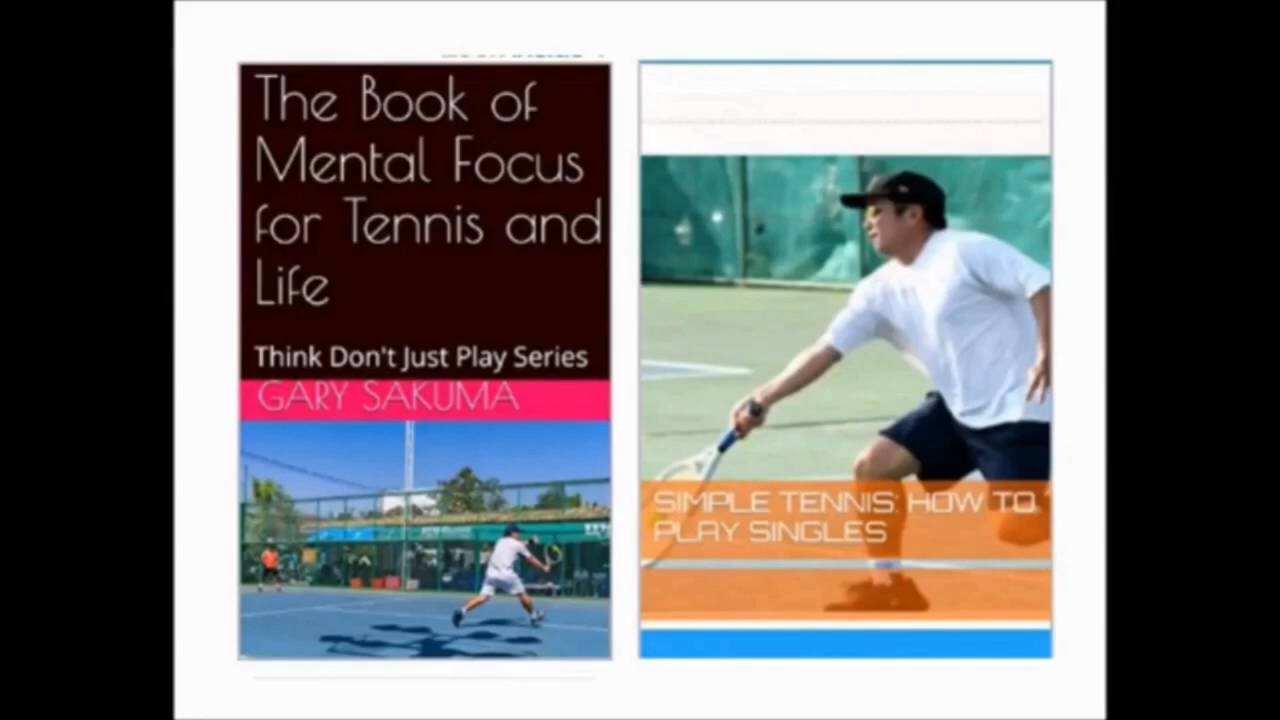 The Book of
Mental Focus
for Tennis and
Life
Think Don't Just Play Series
GARY SAKUMA
SIMPLE TENNIS: HOW TO
PLAY SINGLES